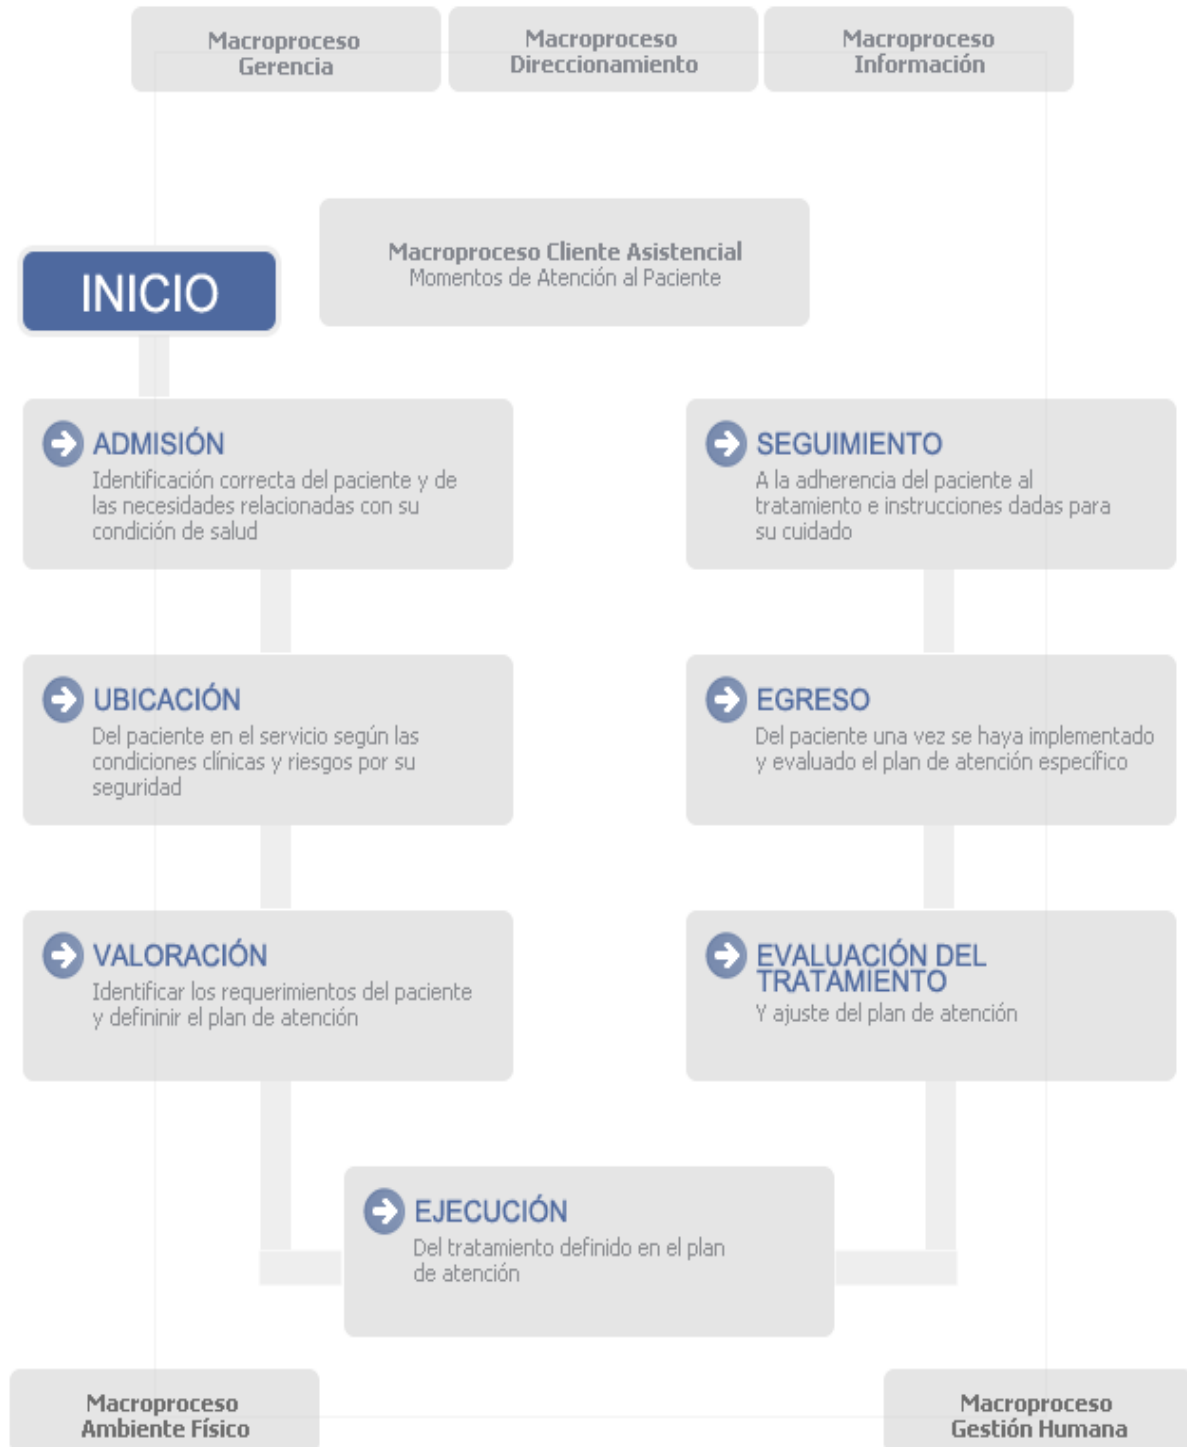 Macroproceso
Gerencia
Macroproceso
Direccionamiento
Macroproceso
Información
Macroproceso Cliente Asistencial
Momentos de Atención al Paciente
INICIO
ADMISIÓN
Identificación correcta del paciente y de
las necesidades relacionadas con su
condición de salud
UBICACIÓN
Del paciente en el servicio según las
condiciones clínicas y riesgos por su
seguridad
VALORACIÓN
Identificar los requerimientos del paciente
y defininir el plan de atención
EJECUCIÓN
Del tratamiento definido en el plan
de atención
EVALUACIÓN DEL
TRATAMIENTO
Y ajuste del plan de atención
EGRESO
Del paciente una vez se haya implementado
y evaluado el plan de atención específico
SEGUIMIENTO
A la adherencia del paciente al
tratamiento e instrucciones dadas para
su cuidado
Macroproceso
Ambiente Físico
Macroproceso
Gestión Humana